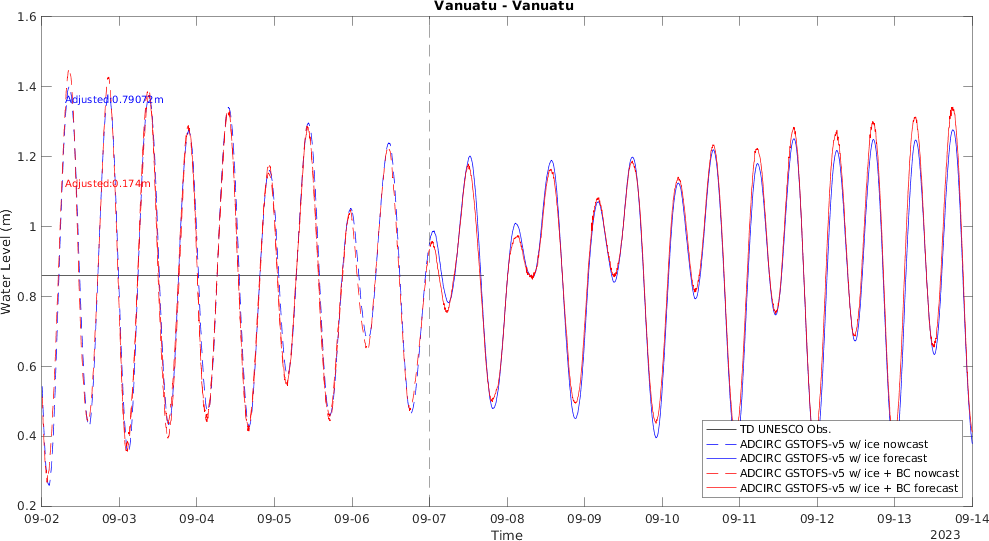 Vanuatu - Vanuatu
1.6
1.4
1.2
1
0.8
0.6
0.4
0.2
Water Level (m)
Adjusted:0.79072m
Adjusted:0.174m
TD UNESCO Obs.
ADCIRC GSTOFS-v5 w/ ice nowcast
ADCIRC GSTOFS-v5 w/ ice forecast
ADCIRC GSTOFS-v5 w/ ice + BC nowcast
ADCIRC GSTOFS-v5 w/ ice + BC forecast
09-02 09-03 09-04 09-05 09-06 09-07 09-08 09-09 09-10 09-11 09-12 09-13 09-14
Time
2023